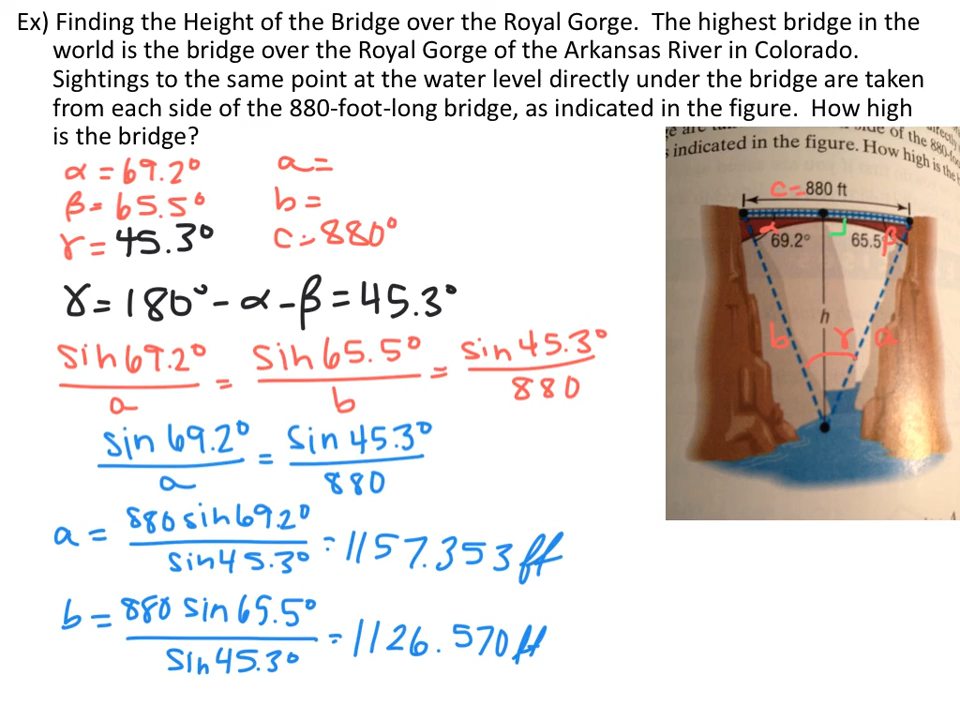 Ex) Finding the Height of the Bridge over the Royal Gorge. The highest bridge in the
world is the bridge over the Royal Gorge of the Arkansas River in Colorado.
Sightings to the same point at the water level directly under the bridge are taken
from each side of the 880-foot-long bridge, as indicated in the figure. How high
is the bridge?
α = 69.2° a =
β = 65.5° b =
γ = 45.3° c = 880°
γ = 180° - α - β = 45.3°
sin 69.2° / a = sin 65.5° / b = sin 45.3° / 880
sin 69.2° / a = sin 45.3° / 880
a = 880 sin 69.2° / sin 45.3° = 1157.353 ft
b = 880 sin 65.5° / sin 45.3° = 1126.570 ft
of the 880-
indicated in the figure. How high is the
c = 880 ft
α β
69.2° 65.5
h
b γ a